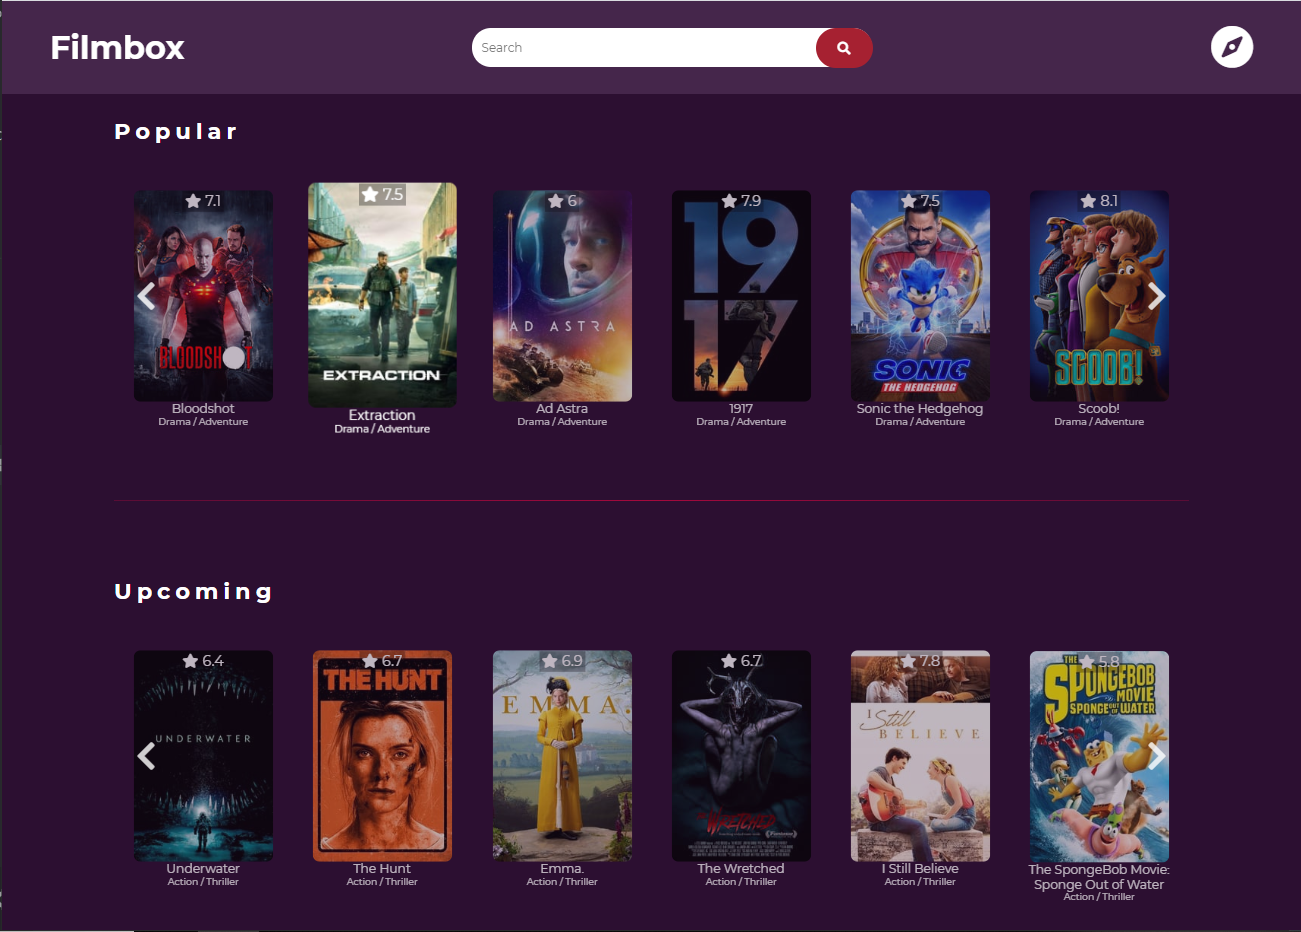 Filmbox
Search
Popular
7.1
7.5
6
7.9
7.5
8.1
BLOODSHOT
EXTRACTION
AD ASTRA
19
17
SONIC
THE HEDGEHOG
SCOOB!
Bloodshot
Drama / Adventure
Extraction
Drama / Adventure
Ad Astra
Drama / Adventure
1917
Drama / Adventure
Sonic the Hedgehog
Drama / Adventure
Scoob!
Drama / Adventure
Upcoming
6.4
6.7
6.9
6.7
7.8
5.8
UNDERWATER
THE HUNT
EMMA.
THE WRETCHED
I Still
BELIEVE
THE
SPONGEBOB
MOVIE
SPONGE OUT OF WATER
Underwater
Action / Thriller
The Hunt
Action / Thriller
Emma.
Action / Thriller
The Wretched
Action / Thriller
I Still Believe
Action / Thriller
The SpongeBob Movie:
Sponge Out of Water
Action / Thriller